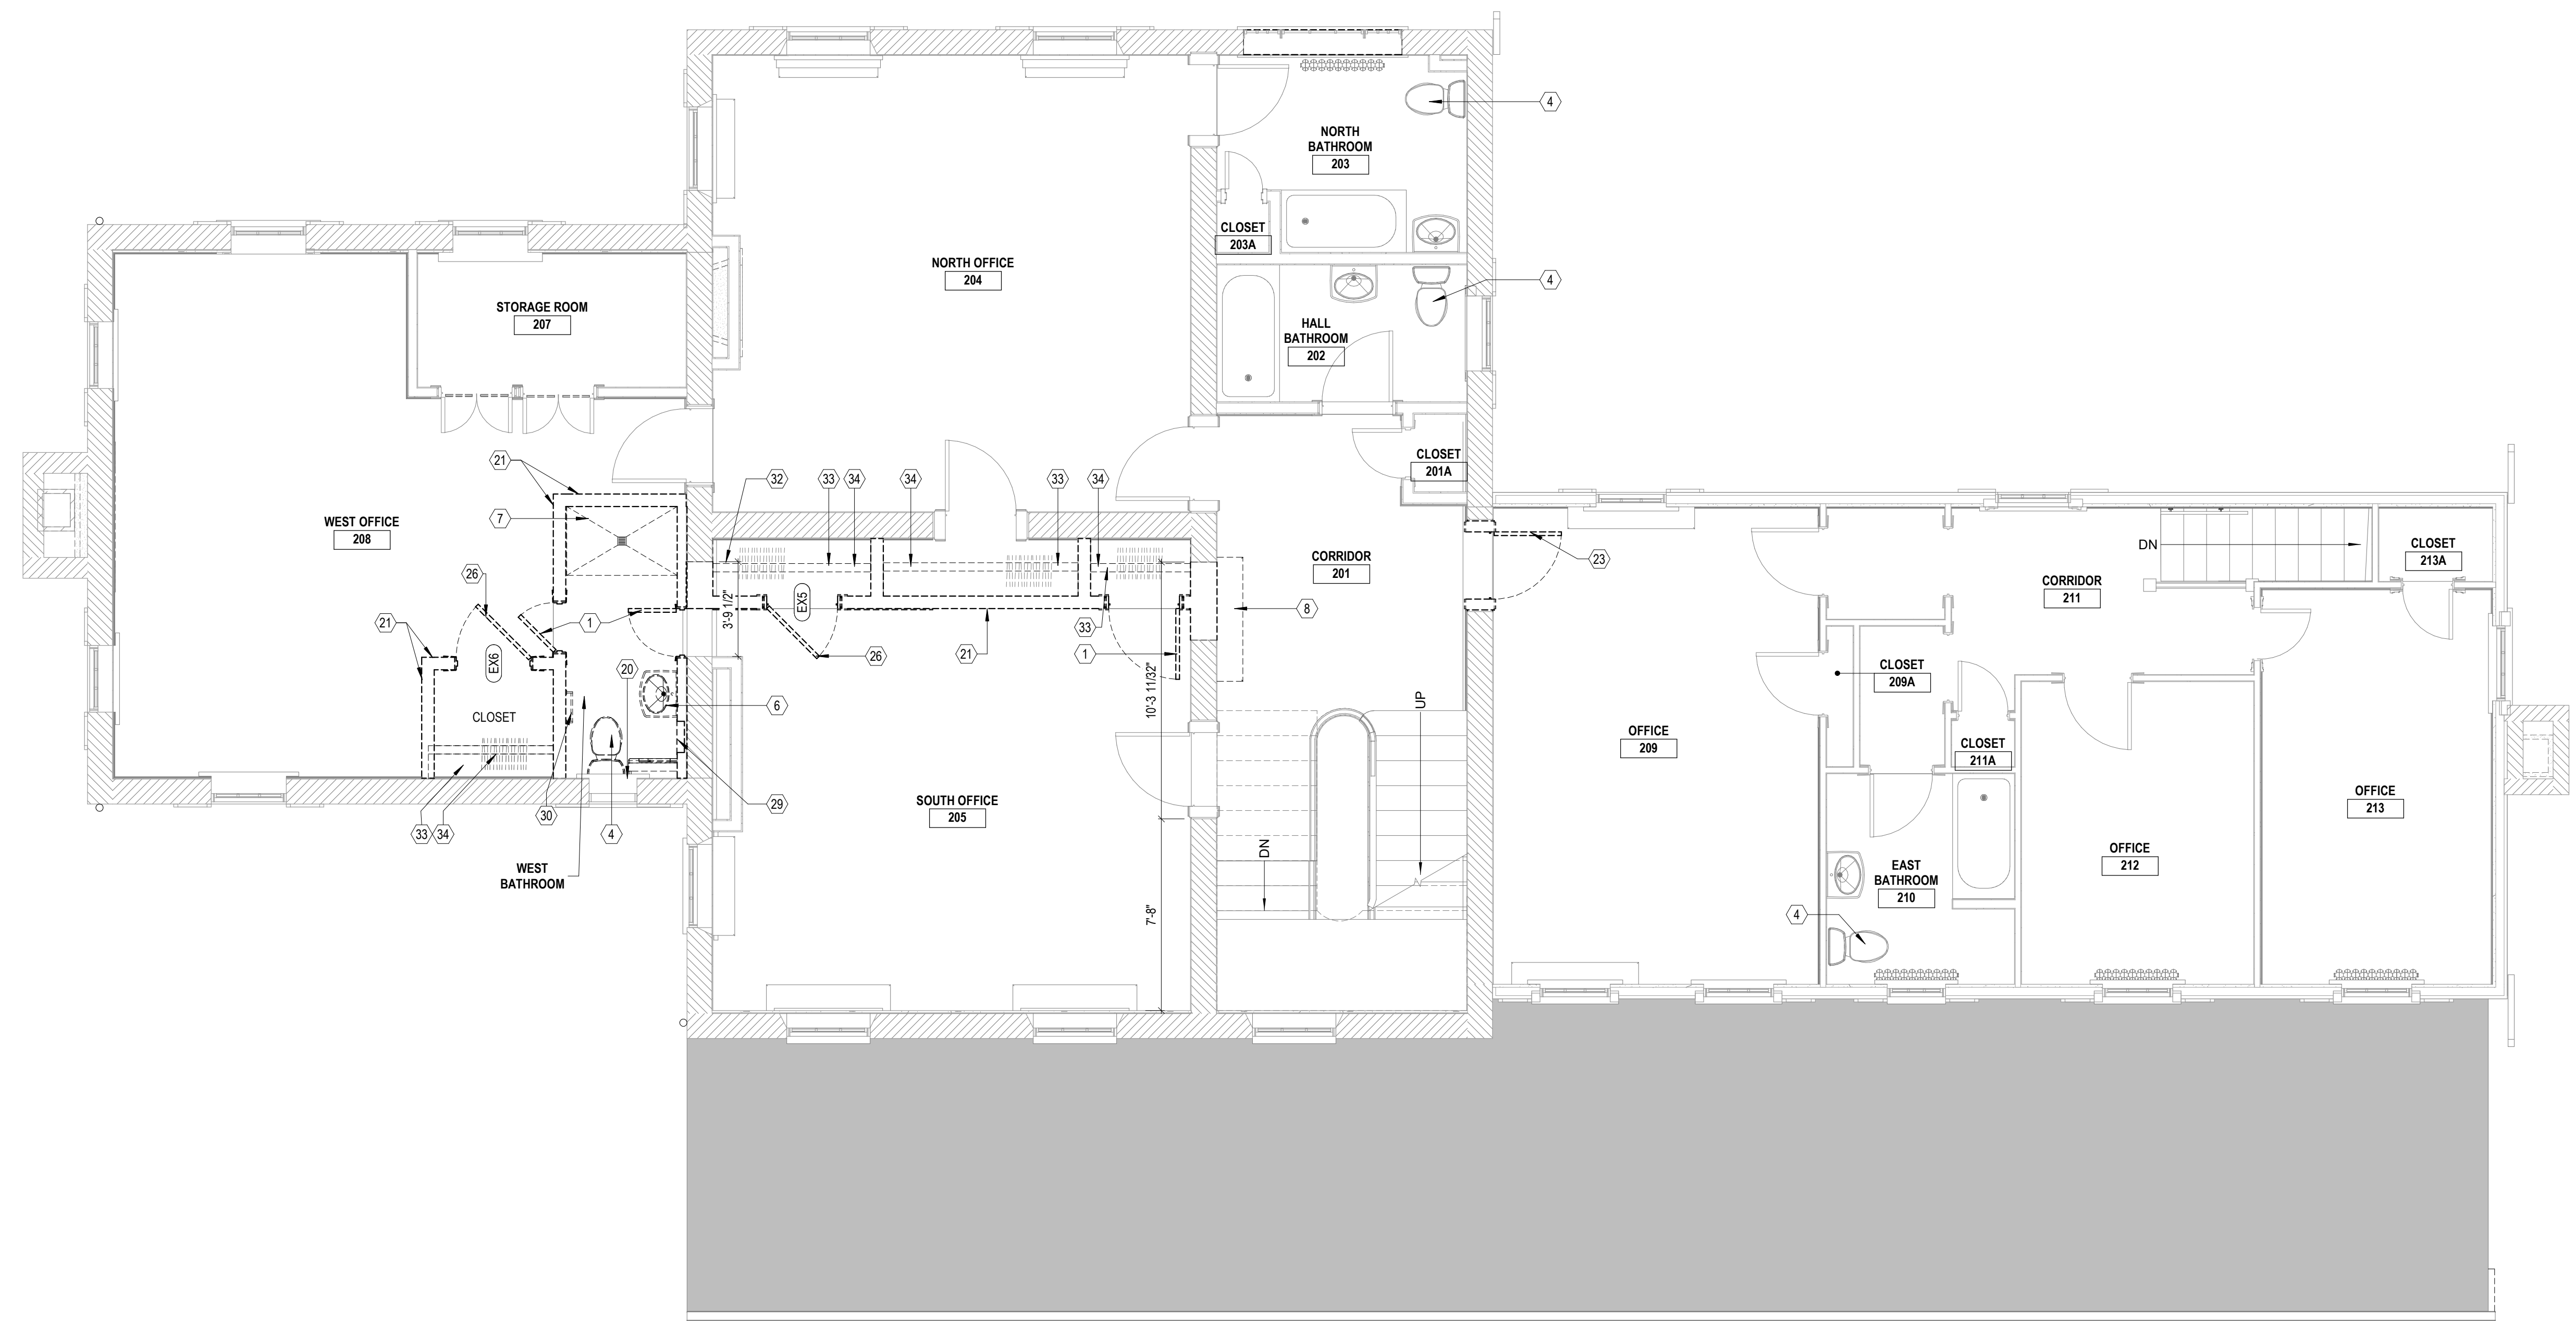 4
NORTH
BATHROOM
203
CLOSET
203A
NORTH OFFICE
204
4
STORAGE ROOM
207
HALL
BATHROOM
202
CLOSET
201A
21
32
33
34
34
33
34
7
WEST OFFICE
208
CORRIDOR
201
23
DN
CLOSET
213A
CORRIDOR
211
26
EX5
3'-9 1/2"
8
21
1
33
26
21
1
EX6
20
CLOSET
209A
6
10'-3 11/32"
UP
CLOSET
OFFICE
209
CLOSET
211A
OFFICE
213
SOUTH OFFICE
205
29
30
33
34
4
DN
OFFICE
212
EAST
BATHROOM
210
WEST
BATHROOM
7'-8"
4